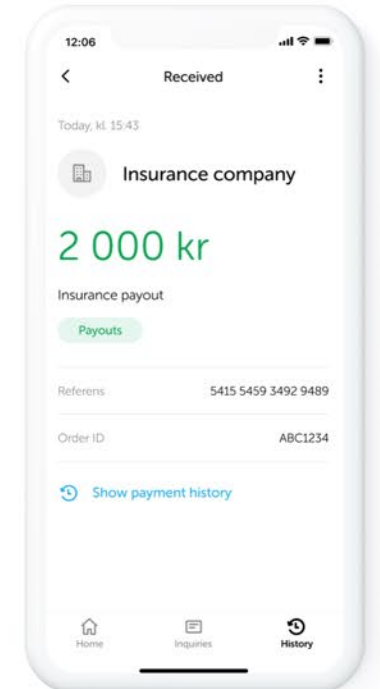 12:06
Received
Today, kl. 15:43
Insurance company
2 000 kr
Insurance payout
Payouts
Referens 5415 5459 3492 9489
Order ID ABC1234
Show payment history
Home Inquiries History